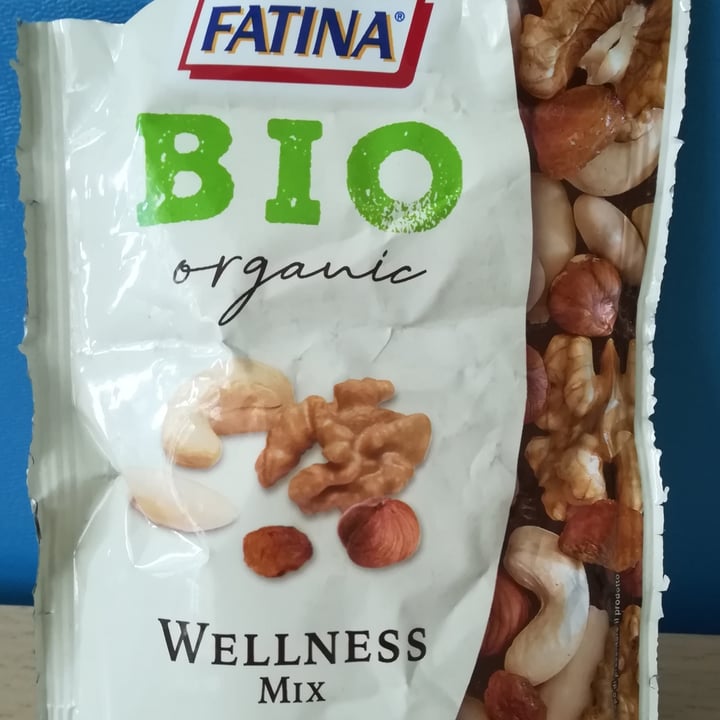 FATINA®
BIO
organic
WELLNESS
MIX